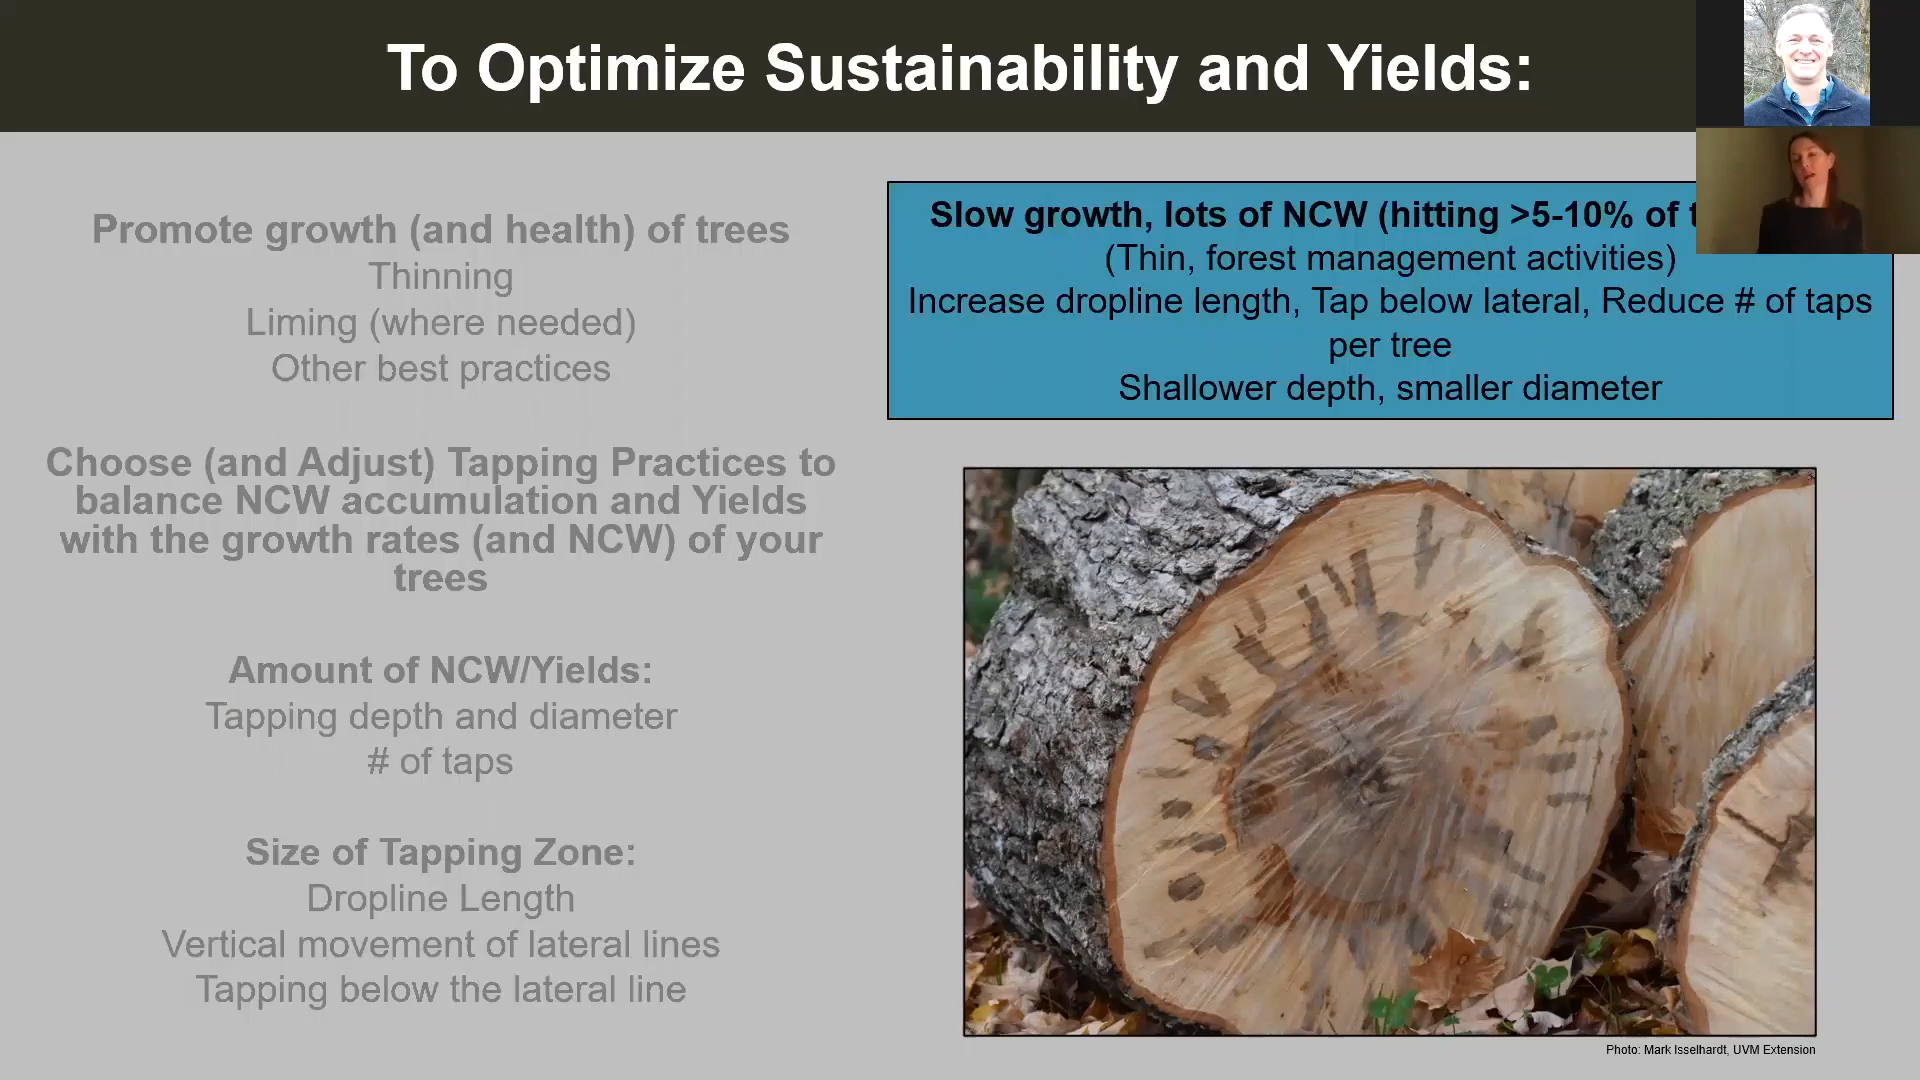 To Optimize Sustainability and Yields:
Promote growth (and health) of trees
Thinning
Liming (where needed)
Other best practices
Choose (and Adjust) Tapping Practices to
balance NCW accumulation and Yields
with the growth rates (and NCW) of your
trees
Amount of NCW/Yields:
Tapping depth and diameter
# of taps
Size of Tapping Zone:
Dropline Length
Vertical movement of lateral lines
Tapping below the lateral line
Slow growth, lots of NCW (hitting >5-10% of
(Thin, forest management activities)
Increase dropline length, Tap below lateral, Reduce # of taps
per tree
Shallower depth, smaller diameter
Photo: Mark Isselhardt, UVM Extension